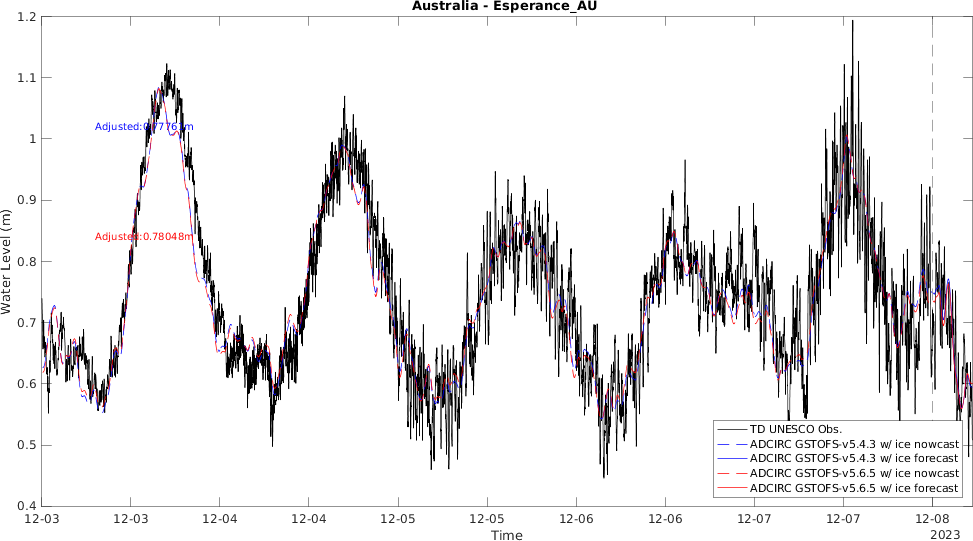 Australia - Esperance_AU
1.2
1.1
1
0.9
0.8
0.7
0.6
0.5
0.4
Water Level (m)
Adjusted:0.77761m
Adjusted:0.78048m
TD UNESCO Obs.
ADCIRC GSTOFS-v5.4.3 w/ ice nowcast
ADCIRC GSTOFS-v5.4.3 w/ ice forecast
ADCIRC GSTOFS-v5.6.5 w/ ice nowcast
ADCIRC GSTOFS-v5.6.5 w/ ice forecast
12-03 12-03 12-04 12-04 12-05 12-05 12-06 12-06 12-07 12-07 12-08
Time
2023